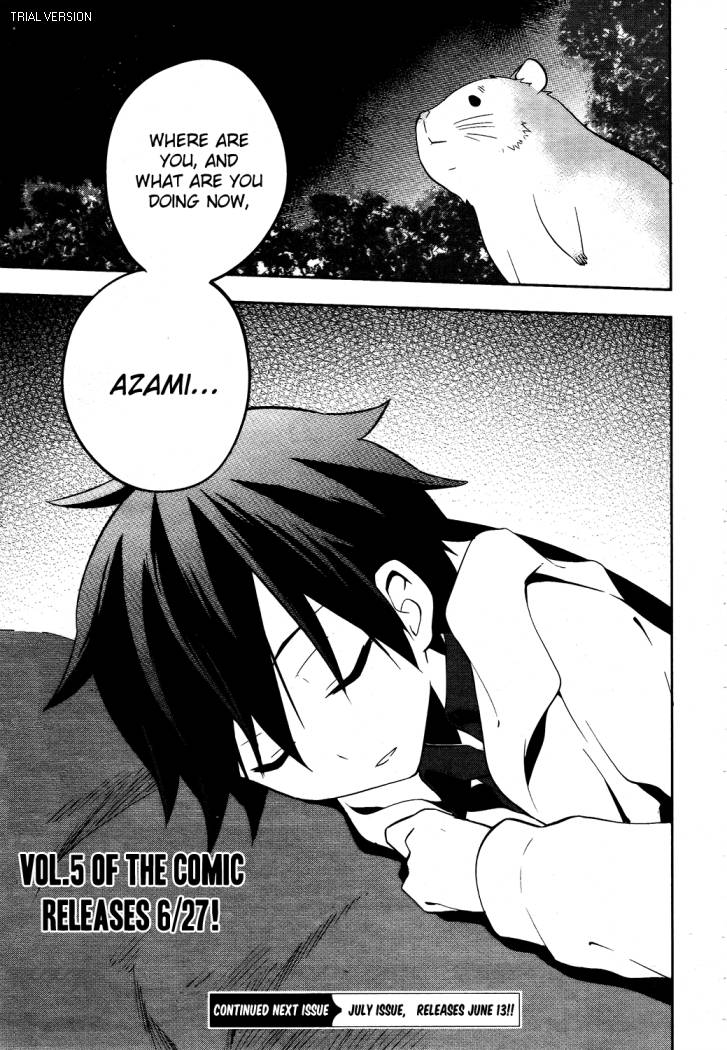 TRIAL VERSION
WHERE ARE
YOU, AND
WHAT ARE YOU
DOING NOW,
AZAMI...
VOL.5 OF THE COMIC
RELEASES 6/27!
CONTINUED NEXT ISSUE JULY ISSUE, RELEASES JUNE 13!!